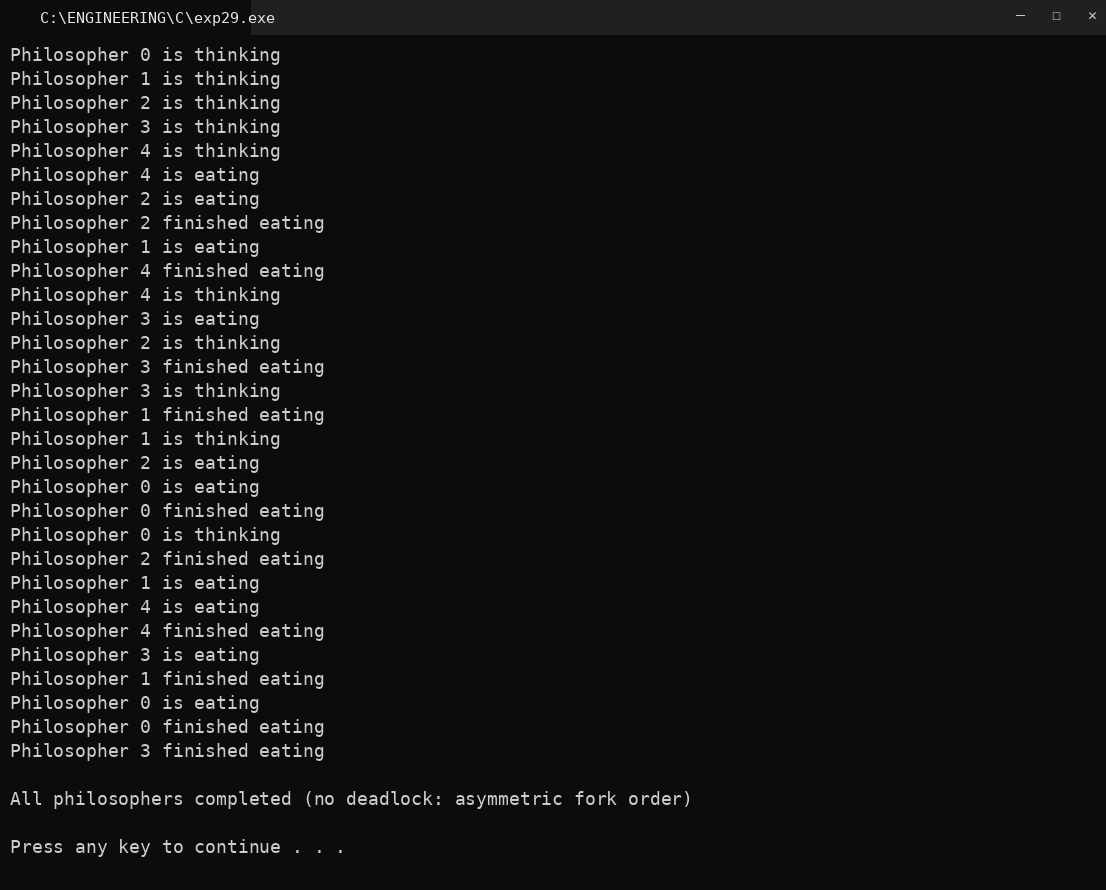 C:\ENGINEERING\C\exp29.exe
Philosopher 0 is thinking
Philosopher 1 is thinking
Philosopher 2 is thinking
Philosopher 3 is thinking
Philosopher 4 is thinking
Philosopher 4 is eating
Philosopher 2 is eating
Philosopher 2 finished eating
Philosopher 1 is eating
Philosopher 4 finished eating
Philosopher 4 is thinking
Philosopher 3 is eating
Philosopher 2 is thinking
Philosopher 3 finished eating
Philosopher 3 is thinking
Philosopher 1 finished eating
Philosopher 1 is thinking
Philosopher 2 is eating
Philosopher 0 is eating
Philosopher 0 finished eating
Philosopher 0 is thinking
Philosopher 2 finished eating
Philosopher 1 is eating
Philosopher 4 is eating
Philosopher 4 finished eating
Philosopher 3 is eating
Philosopher 1 finished eating
Philosopher 0 is eating
Philosopher 0 finished eating
Philosopher 3 finished eating
All philosophers completed (no deadlock: asymmetric fork order)
Press any key to continue . . .